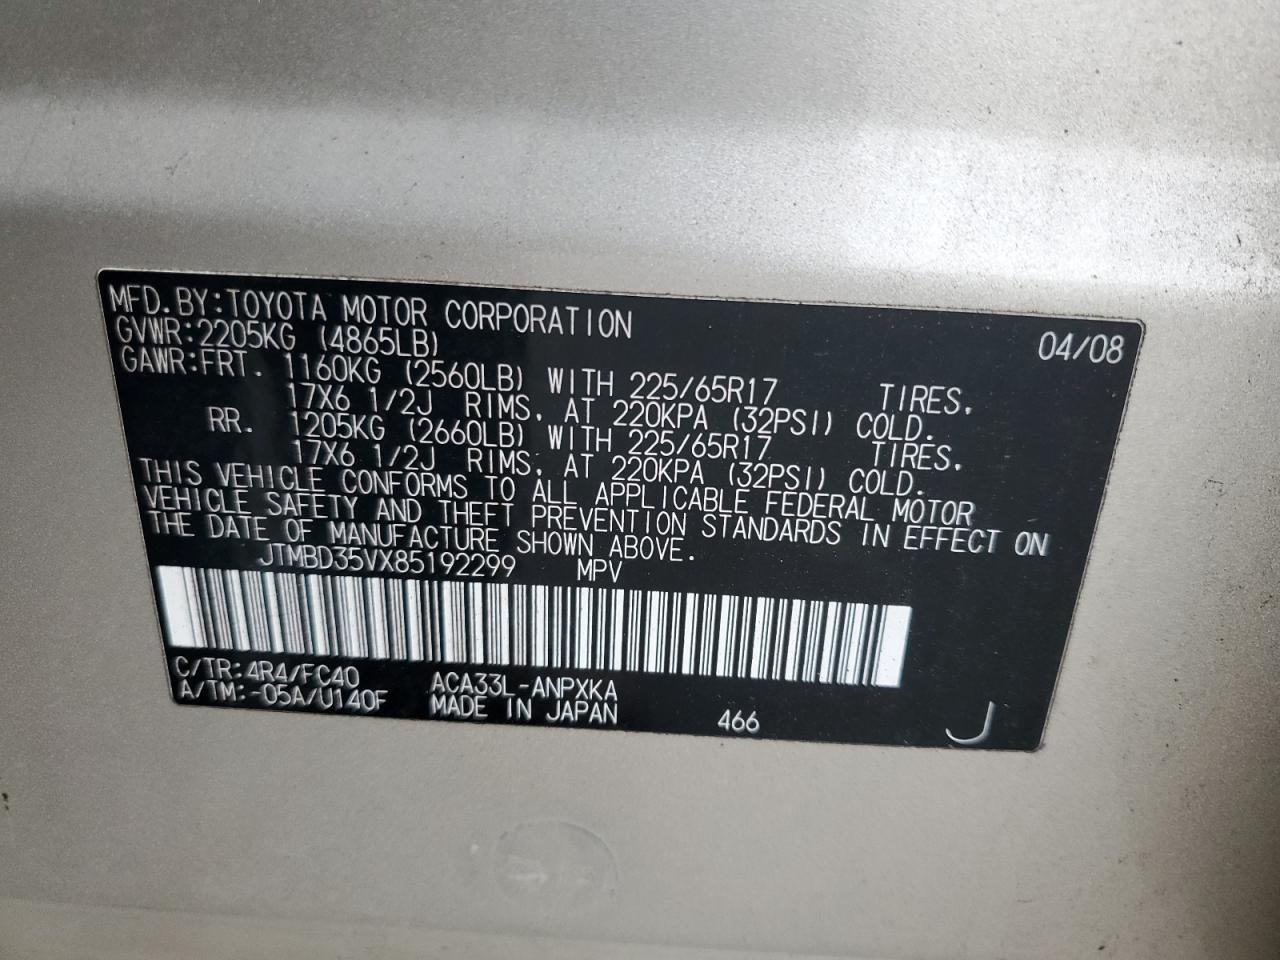 MFD.BY:TOYOTA MOTOR CORPORATION 04/08
GVWR:2205KG (4865LB)
GAWR:FRT. 1160KG (2560LB) WITH 225/65R17 TIRES,
17X6 1/2J RIMS, AT 220KPA (32PSI) COLD.
RR. 1205KG (2660LB) WITH 225/65R17 TIRES,
17X6 1/2J RIMS, AT 220KPA (32PSI) COLD.
THIS VEHICLE CONFORMS TO ALL APPLICABLE FEDERAL MOTOR
VEHICLE SAFETY AND THEFT PREVENTION STANDARDS IN EFFECT ON
THE DATE OF MANUFACTURE SHOWN ABOVE.
JTMBD35VX85192299 MPV
C/TR:4R4/FC40 ACA33L-ANPXKA
A/TM:-05A/U140F MADE IN JAPAN 466 J